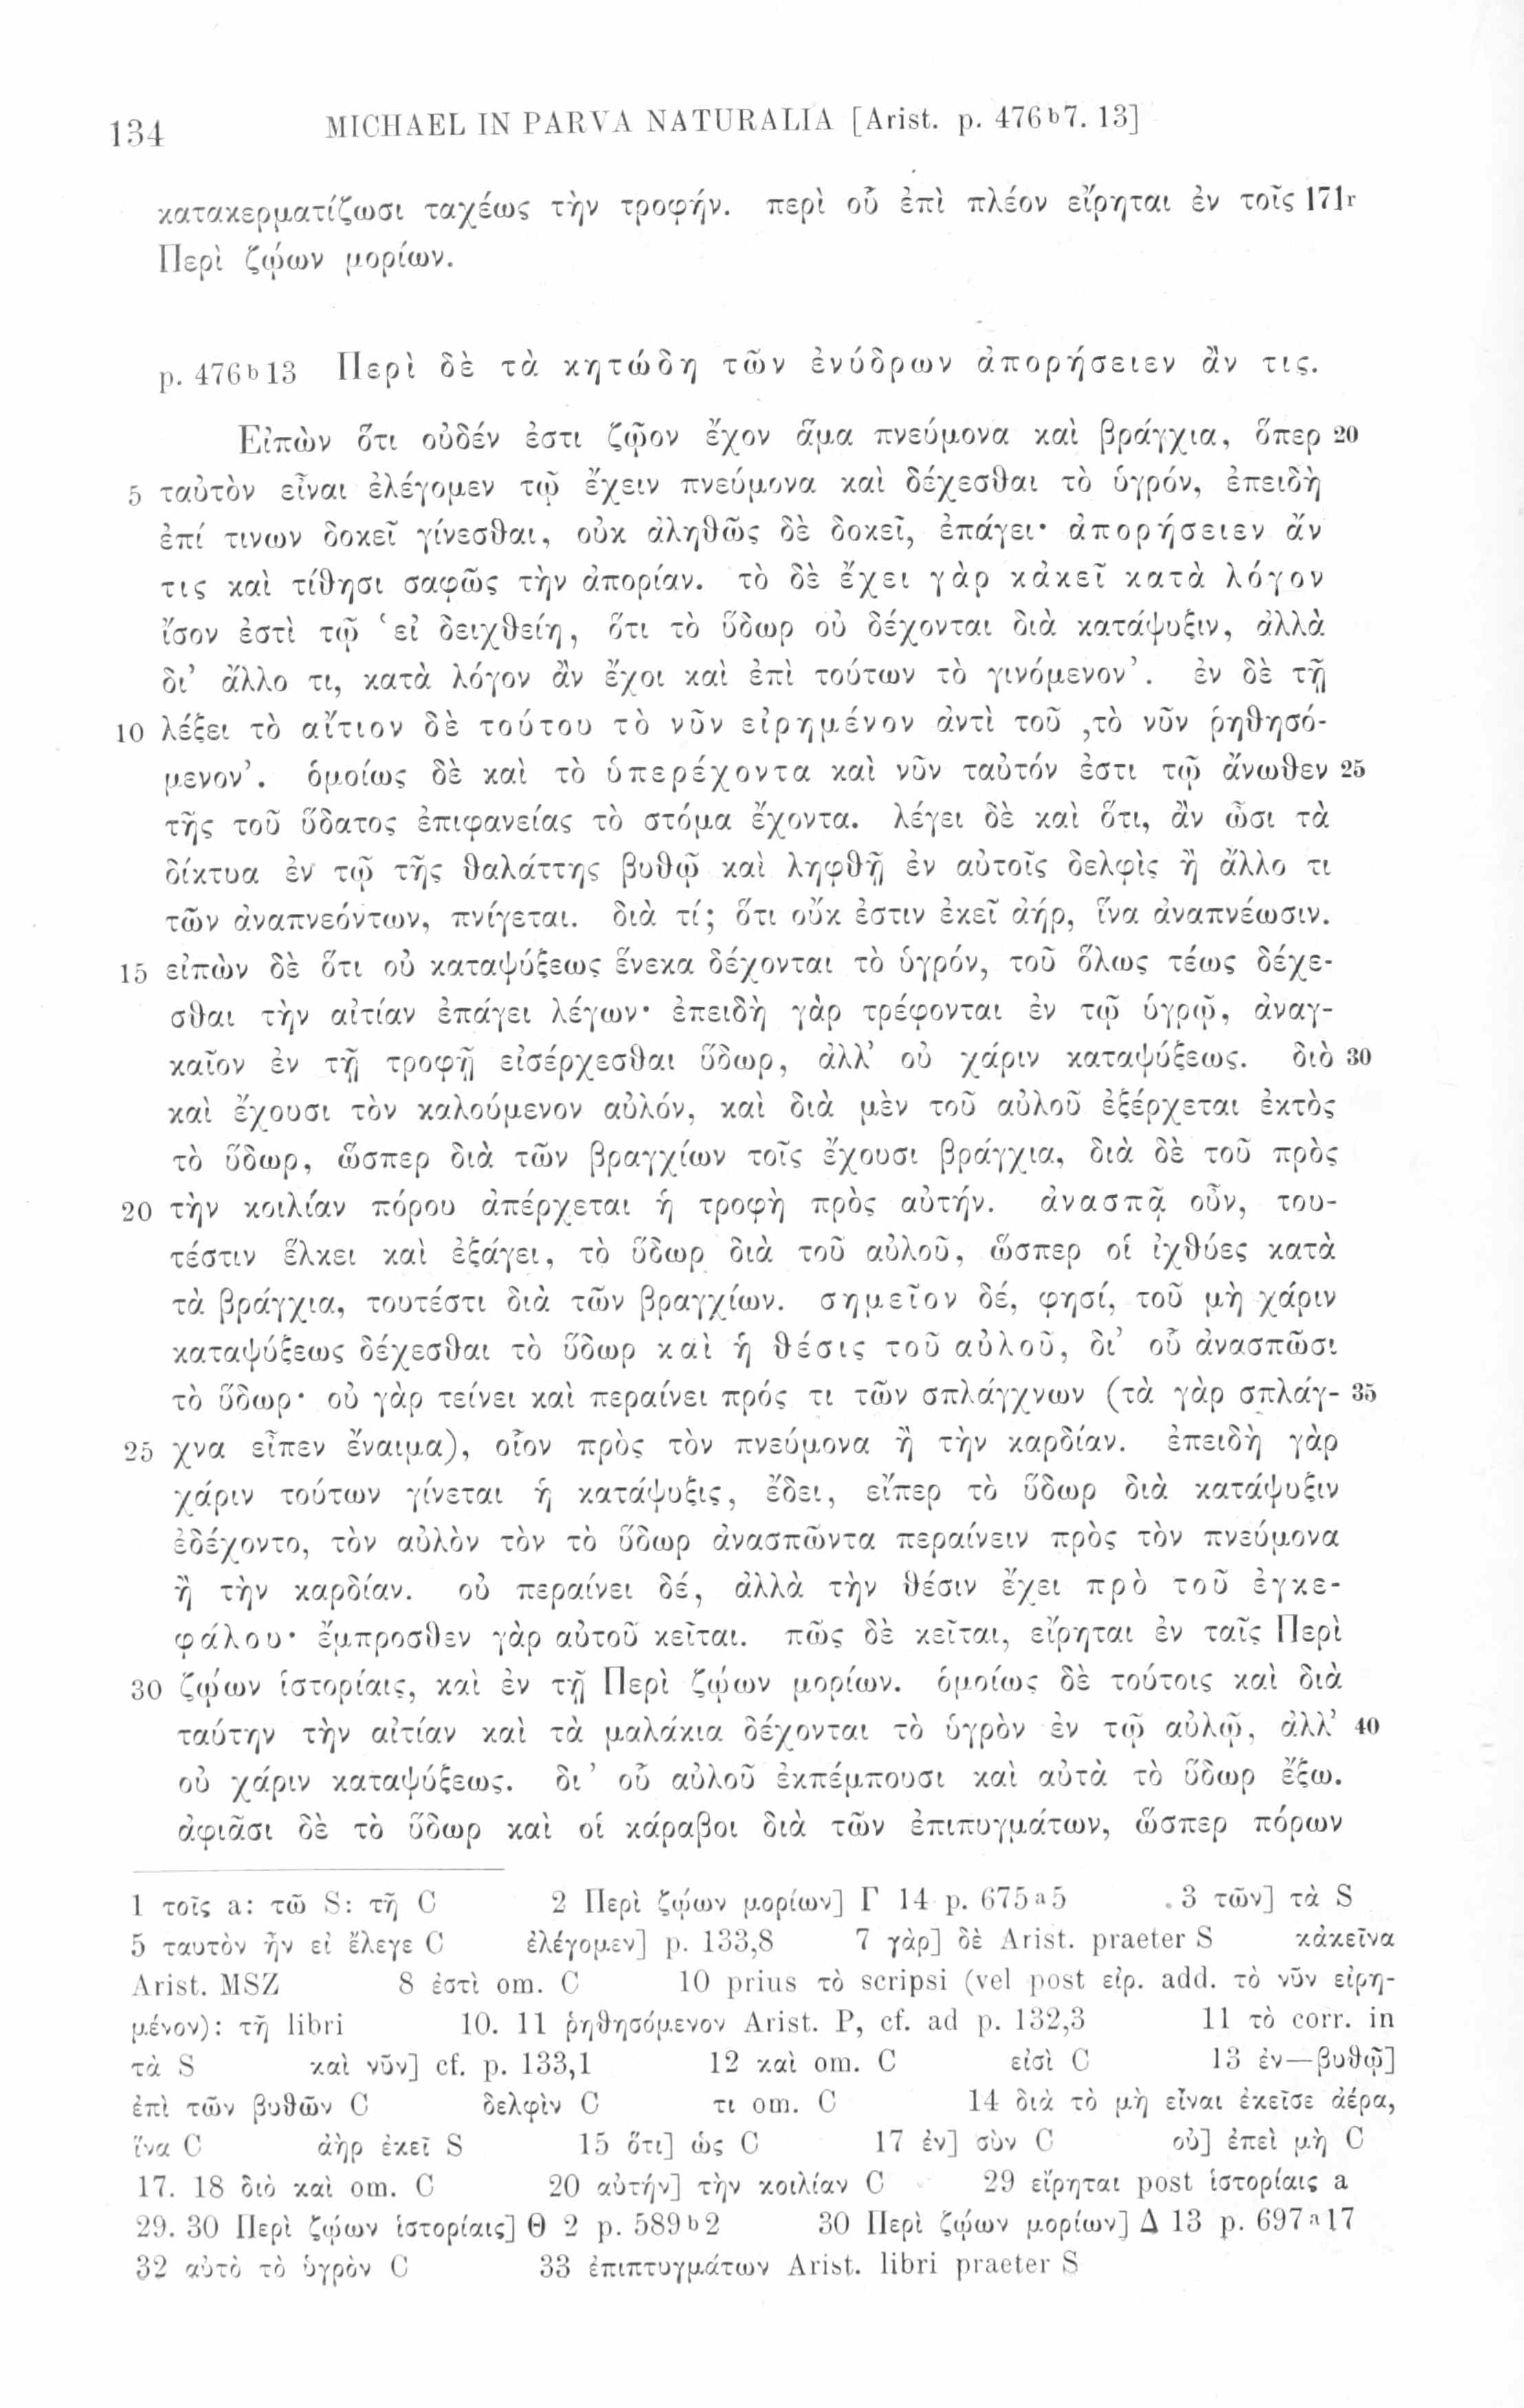 134 MICHAEL IN PARVA NATURALIA [Arist. p. 476b7. 13]
κατακερματίζωσι ταχέως τὴν τροφήν. περὶ οὗ ἐπὶ πλέον εἴρηται ἐν τοῖς 171r
Περὶ ζῴων μορίων.
p. 476b13 Περὶ δὲ τὰ κητώδη τῶν ἐνύδρων ἀπορήσειεν ἄν τις.
Εἰπὼν ὅτι οὐδέν ἐστι ζῷον ἔχον ἅμα πνεύμονα καὶ βράγχια, ὅπερ 20
5 ταὐτὸν εἶναι ἐλέγομεν τῷ ἔχειν πνεύμονα καὶ δέχεσθαι τὸ ὑγρόν, ἐπειδὴ
ἐπί τινων δοκεῖ γίνεσθαι, οὐκ ἀληθῶς δὲ δοκεῖ, ἐπάγει· ἀπορήσειεν ἄν
τις καὶ τίθησι σαφῶς τὴν ἀπορίαν. τὸ δὲ ἔχει γὰρ κἀκεῖ κατὰ λόγον
ἴσον ἐστὶ τῷ ‘εἰ δειχθείη, ὅτι τὸ ὕδωρ οὐ δέχονται διὰ κατάψυξιν, ἀλλὰ
δι’ ἄλλο τι, κατὰ λόγον ἂν ἔχοι καὶ ἐπὶ τούτων τὸ γινόμενον’. ἐν δὲ τῇ
10 λέξει τὸ αἴτιον δὲ τούτου τὸ νῦν εἰρημένον ἀντὶ τοῦ ‚τὸ νῦν ῥηθησό-
μενον’. ὁμοίως δὲ καὶ τὸ ὑπερέχοντα καὶ νῦν ταὐτόν ἐστι τῷ ἄνωθεν 25
τῆς τοῦ ὕδατος ἐπιφανείας τὸ στόμα ἔχοντα. λέγει δὲ καὶ ὅτι, ἂν ὦσι τὰ
δίκτυα ἐν τῷ τῆς θαλάττης βυθῷ καὶ ληφθῇ ἐν αὐτοῖς δελφὶς ἢ ἄλλο τι
τῶν ἀναπνεόντων, πνίγεται. διὰ τί; ὅτι οὔκ ἐστιν ἐκεῖ ἀήρ, ἵνα ἀναπνέωσιν.
15 εἰπὼν δὲ ὅτι οὐ καταψύξεως ἕνεκα δέχονται τὸ ὑγρόν, τοῦ ὅλως τέως δέχε-
σθαι τὴν αἰτίαν ἐπάγει λέγων· ἐπειδὴ γὰρ τρέφονται ἐν τῷ ὑγρῷ, ἀναγ-
καῖον ἐν τῇ τροφῇ εἰσέρχεσθαι ὕδωρ, ἀλλ’ οὐ χάριν καταψύξεως. διὸ 30
καὶ ἔχουσι τὸν καλούμενον αὐλόν, καὶ διὰ μὲν τοῦ αὐλοῦ ἐξέρχεται ἐκτὸς
τὸ ὕδωρ, ὥσπερ διὰ τῶν βραγχίων τοῖς ἔχουσι βράγχια, διὰ δὲ τοῦ πρὸς
20 τὴν κοιλίαν πόρου ἀπέρχεται ἡ τροφὴ πρὸς αὐτήν. ἀνασπᾷ οὖν, του-
τέστιν ἕλκει καὶ ἐξάγει, τὸ ὕδωρ διὰ τοῦ αὐλοῦ, ὥσπερ οἱ ἰχθύες κατὰ
τὰ βράγχια, τουτέστι διὰ τῶν βραγχίων. σημεῖον δέ, φησί, τοῦ μὴ χάριν
καταψύξεως δέχεσθαι τὸ ὕδωρ καὶ ἡ θέσις τοῦ αὐλοῦ, δι’ οὗ ἀνασπῶσι
τὸ ὕδωρ· οὐ γὰρ τείνει καὶ περαίνει πρός τι τῶν σπλάγχνων (τὰ γὰρ σπλάγ- 35
25 χνα εἶπεν ἔναιμα), οἷον πρὸς τὸν πνεύμονα ἢ τὴν καρδίαν. ἐπειδὴ γὰρ
χάριν τούτων γίνεται ἡ κατάψυξις, ἔδει, εἴπερ τὸ ὕδωρ διὰ κατάψυξιν
ἐδέχοντο, τὸν αὐλὸν τὸν τὸ ὕδωρ ἀνασπῶντα περαίνειν πρὸς τὸν πνεύμονα
ἢ τὴν καρδίαν. οὐ περαίνει δέ, ἀλλὰ τὴν θέσιν ἔχει πρὸ τοῦ ἐγκε-
φάλου· ἔμπροσθεν γὰρ αὐτοῦ κεῖται. πῶς δὲ κεῖται, εἴρηται ἐν ταῖς Περὶ
30 ζῴων ἱστορίαις, καὶ ἐν τῇ Περὶ ζῴων μορίων. ὁμοίως δὲ τούτοις καὶ διὰ
ταύτην τὴν αἰτίαν καὶ τὰ μαλάκια δέχονται τὸ ὑγρὸν ἐν τῷ αὐλῷ, ἀλλ’ 40
οὐ χάριν καταψύξεως. δι’ οὗ αὐλοῦ ἐκπέμπουσι καὶ αὐτὰ τὸ ὕδωρ ἔξω.
ἀφιᾶσι δὲ τὸ ὕδωρ καὶ οἱ κάραβοι διὰ τῶν ἐπιπυγμάτων, ὥσπερ πόρων
1 τοῖς a: τῶ S: τῆ C 2 Περὶ ζῴων μορίων] Γ 14 p. 675a5 3 τῶν] τὰ S
5 ταυτὸν ἦν εἰ ἔλεγε C ἐλέγομεν] p. 133,8 7 γὰρ] δὲ Arist. praeter S κἀκεῖνα
Arist. MSZ 8 ἐστὶ om. C 10 prius τὸ scripsi (vel post εἰρ. add. τὸ νῦν εἰρη-
μένον): τῆ libri 10. 11 ῥηθησόμενον Arist. P, cf. ad p. 132,3 11 τὸ corr. in
τὰ S καὶ νῦν] cf. p. 133,1 12 καὶ om. C εἰσὶ C 13 ἐν—βυθῷ]
ἐπὶ τῶν βυθῶν C δελφὶν C τι om. C 14 διὰ τὸ μὴ εἶναι ἐκεῖσε ἀέρα,
ἵνα C ἀὴρ ἐκεῖ S 15 ὅτι] ὡς C 17 ἐν] σὺν C οὐ] ἐπεὶ μὴ C
17. 18 διὸ καὶ om. C 20 αὐτήν] τὴν κοιλίαν C 29 εἴρηται post ἱστορίαις a
29. 30 Περὶ ζῴων ἱστορίαις] Θ 2 p. 589b2 30 Περὶ ζῴων μορίων] Δ 13 p. 697a17
32 αὐτὸ τὸ ὑγρὸν C 33 ἐπιπτυγμάτων Arist. libri praeter S